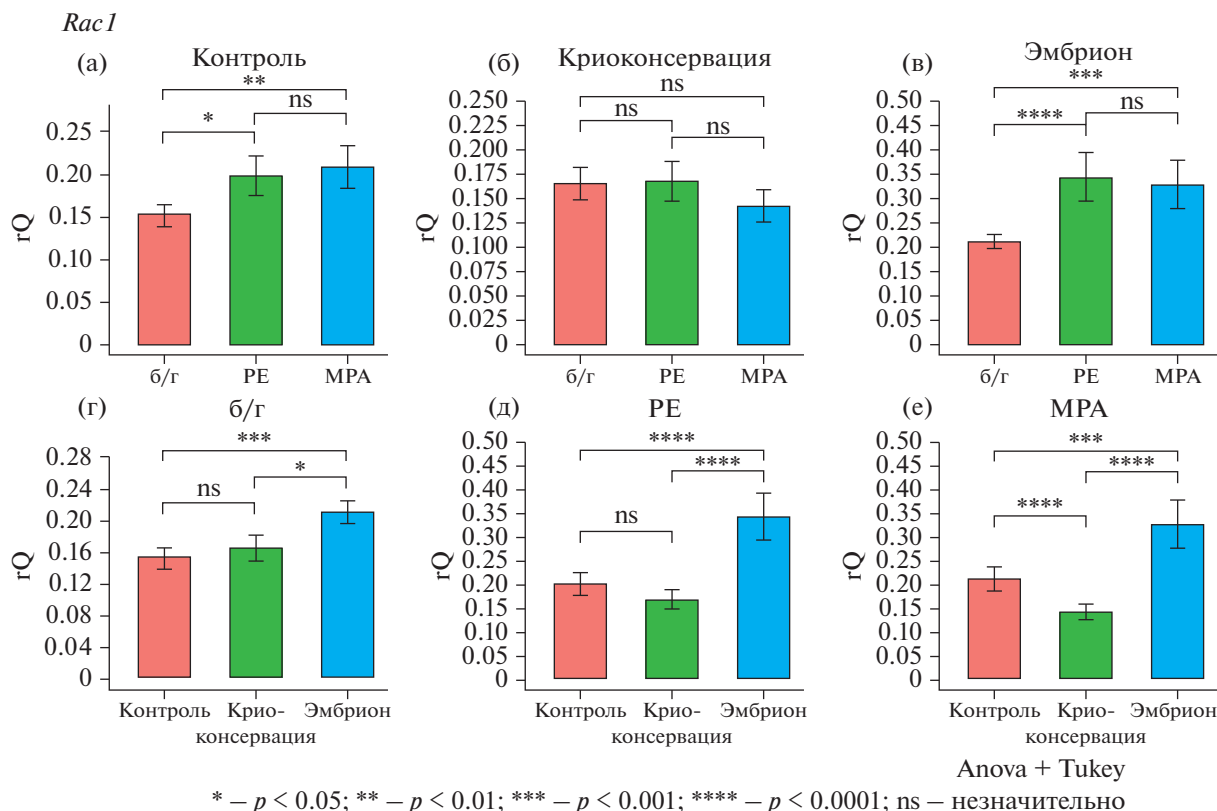 Rac1
(а) Контроль
** 
ns
*
0.25
0.20
0.15
0.10
0.05
0
rQ
б/г PE MPA
(б) Криоконсервация
ns
ns
ns
0.250
0.225
0.200
0.175
0.150
0.125
0.100
0.075
0.050
0.025
0
rQ
б/г PE MPA
(в) Эмбрион
***
ns
****
0.50
0.45
0.40
0.35
0.30
0.25
0.20
0.15
0.10
0.05
0
rQ
б/г PE MPA
(г) б/г
***
*
ns
0.28
0.24
0.20
0.16
0.12
0.08
0.04
0
rQ
Контроль Крио- Эмбрион
консервация
(д) PE
****
****
ns
0.50
0.45
0.40
0.35
0.30
0.25
0.20
0.15
0.10
0.05
0
rQ
Контроль Крио- Эмбрион
консервация
(е) MPA
***
****
****
0.50
0.45
0.40
0.35
0.30
0.25
0.20
0.15
0.10
0.05
0
rQ
Контроль Крио- Эмбрион
консервация
Anova + Tukey
* – p < 0.05; ** – p < 0.01; *** – p < 0.001; **** – p < 0.0001; ns – незначительно